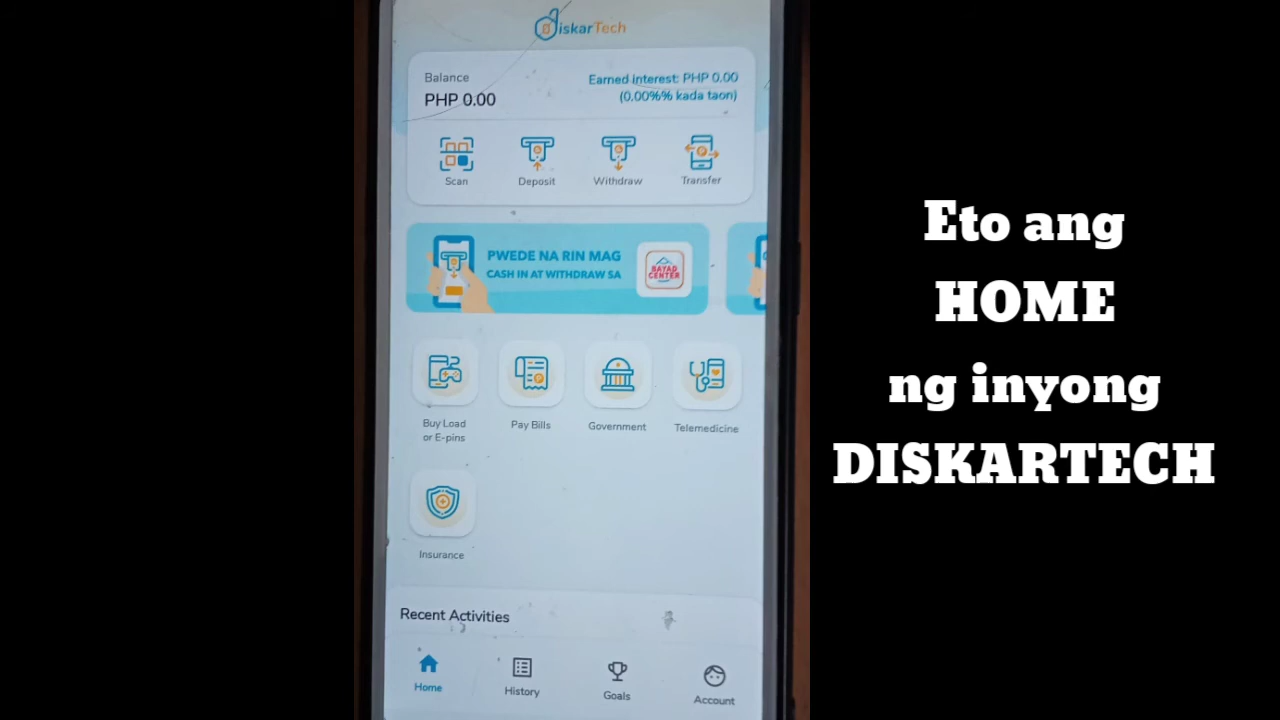 diskarTech
Balance
PHP 0.00
Earned Interest: PHP 0.00
(0.00%% kada taon)
Scan
Deposit
Withdraw
Transfer
PWEDE NA RIN MAG
CASH IN AT WITHDRAW SA
BAYAD
CENTER
Buy Load
or E-pins
Pay Bills
Government
Telemedicine
Insurance
Recent Activities
Home
History
Goals
Account
Eto ang
HOME
ng inyong
DISKARTECH